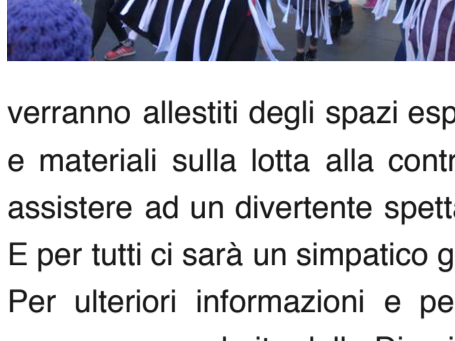 verranno allestiti degli spazi esp
e materiali sulla lotta alla contr
assistere ad un divertente spett
E per tutti ci sarà un simpatico g
Per ulteriori informazioni e pe